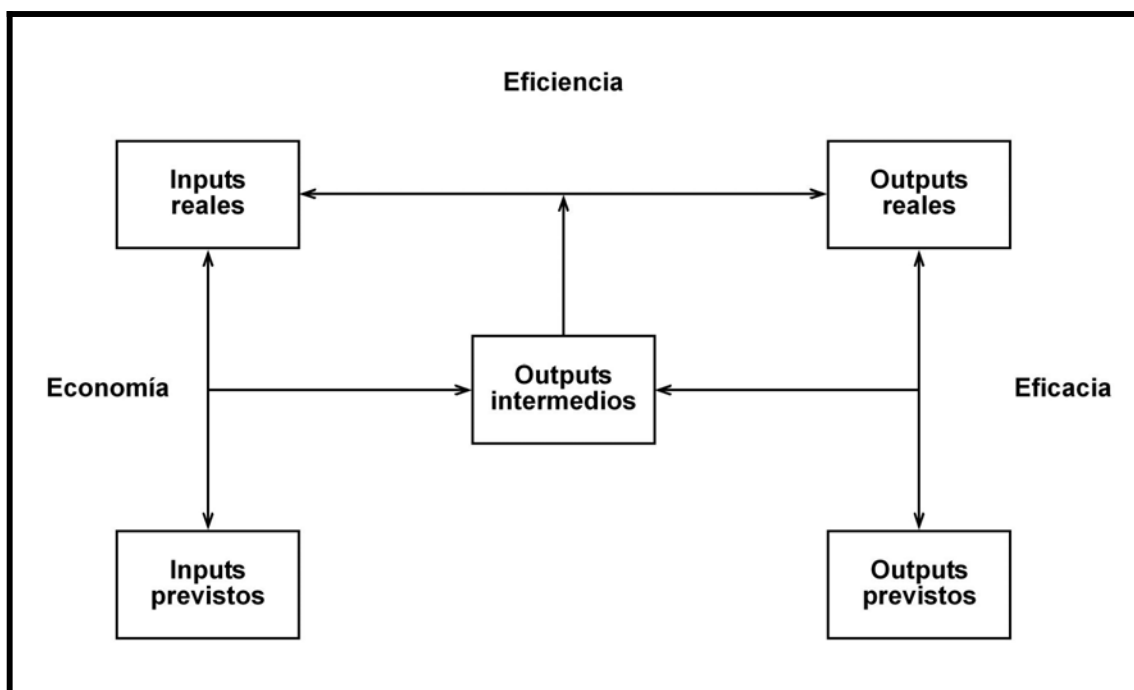 Eficiencia
Inputs
reales
Outputs
reales
Economía
Outputs
intermedios
Eficacia
Inputs
previstos
Outputs
previstos